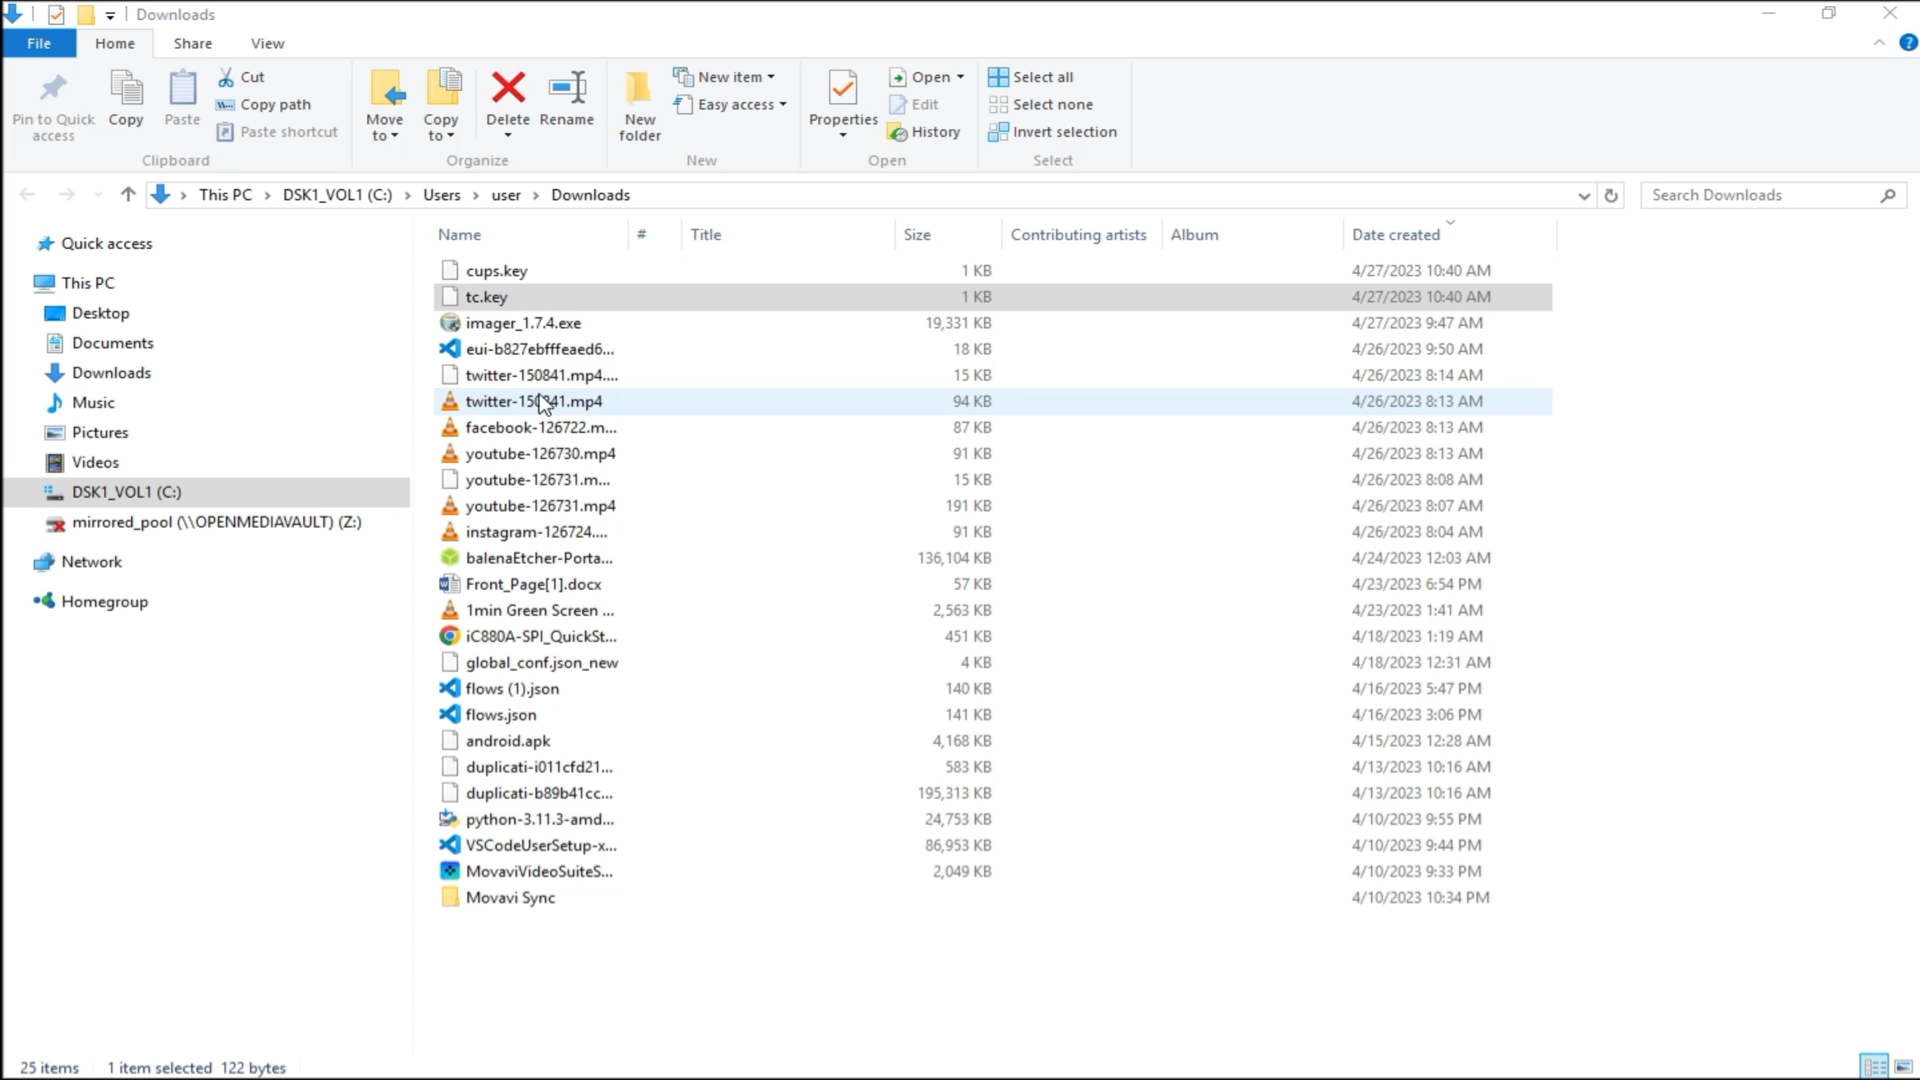 Downloads
File Home Share View
Pin to Quick access
Copy
Paste
Cut
Copy path
Paste shortcut
Clipboard
Move to
Copy to
Delete
Rename
Organize
New folder
New item
Easy access
New
Properties
Open
Edit
History
Open
Select all
Select none
Invert selection
Select
This PC DSK1_VOL1 (C:) Users user Downloads
Search Downloads
Quick access
This PC
Desktop
Documents
Downloads
Music
Pictures
Videos
DSK1_VOL1 (C:)
mirrored_pool (\\OPENMEDIAVAULT) (Z:)
Network
Homegroup
Name # Title Size Contributing artists Album Date created
cups.key 1 KB 4/27/2023 10:40 AM
tc.key 1 KB 4/27/2023 10:40 AM
imager_1.7.4.exe 19,331 KB 4/27/2023 9:47 AM
eui-b827ebfffeaed6... 18 KB 4/26/2023 9:50 AM
twitter-150841.mp4.... 15 KB 4/26/2023 8:14 AM
twitter-150841.mp4 94 KB 4/26/2023 8:13 AM
facebook-126722.m... 87 KB 4/26/2023 8:13 AM
youtube-126730.mp4 91 KB 4/26/2023 8:13 AM
youtube-126731.m... 15 KB 4/26/2023 8:08 AM
youtube-126731.mp4 191 KB 4/26/2023 8:07 AM
instagram-126724.... 91 KB 4/26/2023 8:04 AM
balenaEtcher-Porta... 136,104 KB 4/24/2023 12:03 AM
Front_Page[1].docx 57 KB 4/23/2023 6:54 PM
1min Green Screen ... 2,563 KB 4/23/2023 1:41 AM
iC880A-SPI_QuickSt... 451 KB 4/18/2023 1:19 AM
global_conf.json_new 4 KB 4/18/2023 12:31 AM
flows (1).json 140 KB 4/16/2023 5:47 PM
flows.json 141 KB 4/16/2023 3:06 PM
android.apk 4,168 KB 4/15/2023 12:28 AM
duplicati-i011cfd21... 583 KB 4/13/2023 10:16 AM
duplicati-b89b41cc... 195,313 KB 4/13/2023 10:16 AM
python-3.11.3-amd... 24,753 KB 4/10/2023 9:55 PM
VSCodeUserSetup-x... 86,953 KB 4/10/2023 9:44 PM
MovaviVideoSuiteS... 2,049 KB 4/10/2023 9:33 PM
Movavi Sync 4/10/2023 10:34 PM
25 items 1 item selected 122 bytes